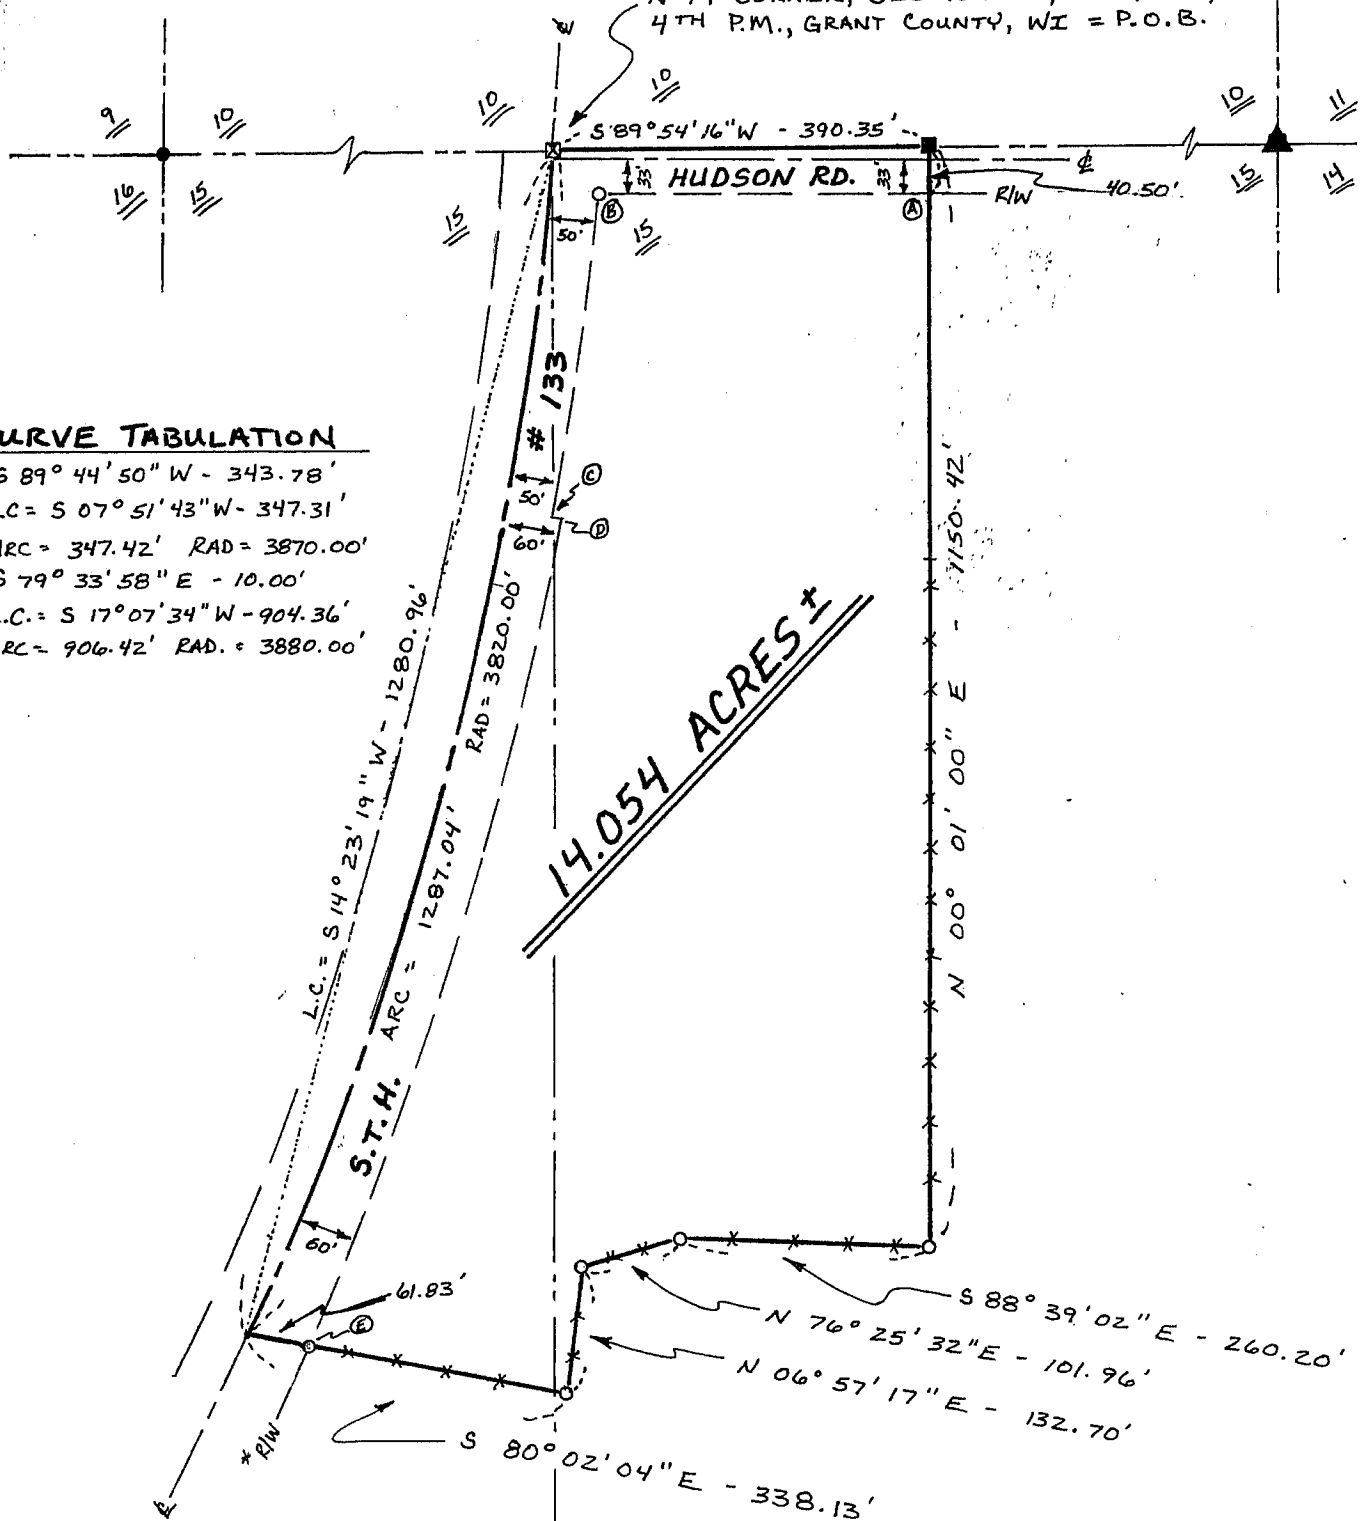 4TH P.M., GRANT COUNTY, WI = P.O.B.
9 10
10
10
10 11
16 15
15
15
15 14
S 89° 54' 16" W - 390.35'
33' HUDSON RD. 33'
R/W
40.50'
50'
B
A
# 133
CURVE TABULATION
S 89° 44' 50" W - 343.78'
L.C = S 07° 51' 43" W - 347.31'
ARC = 347.42' RAD = 3870.00'
S 79° 33' 58" E - 10.00'
L.C. = S 17° 07' 34" W - 904.36'
ARC = 906.42' RAD. = 3880.00'
50'
C
60'
D
L.C. = S 14° 23' 19" W - 1280.96'
RAD = 3820.00'
S.T.H. ARC = 1287.04'
14.054 ACRES ±
N 00° 01' 00" E - 1150.42'
60'
61.83'
E
* R/W
S 88° 39' 02" E - 260.20'
N 76° 25' 32" E - 101.96'
N 06° 57' 17" E - 132.70'
S 80° 02' 04" E - 338.13'